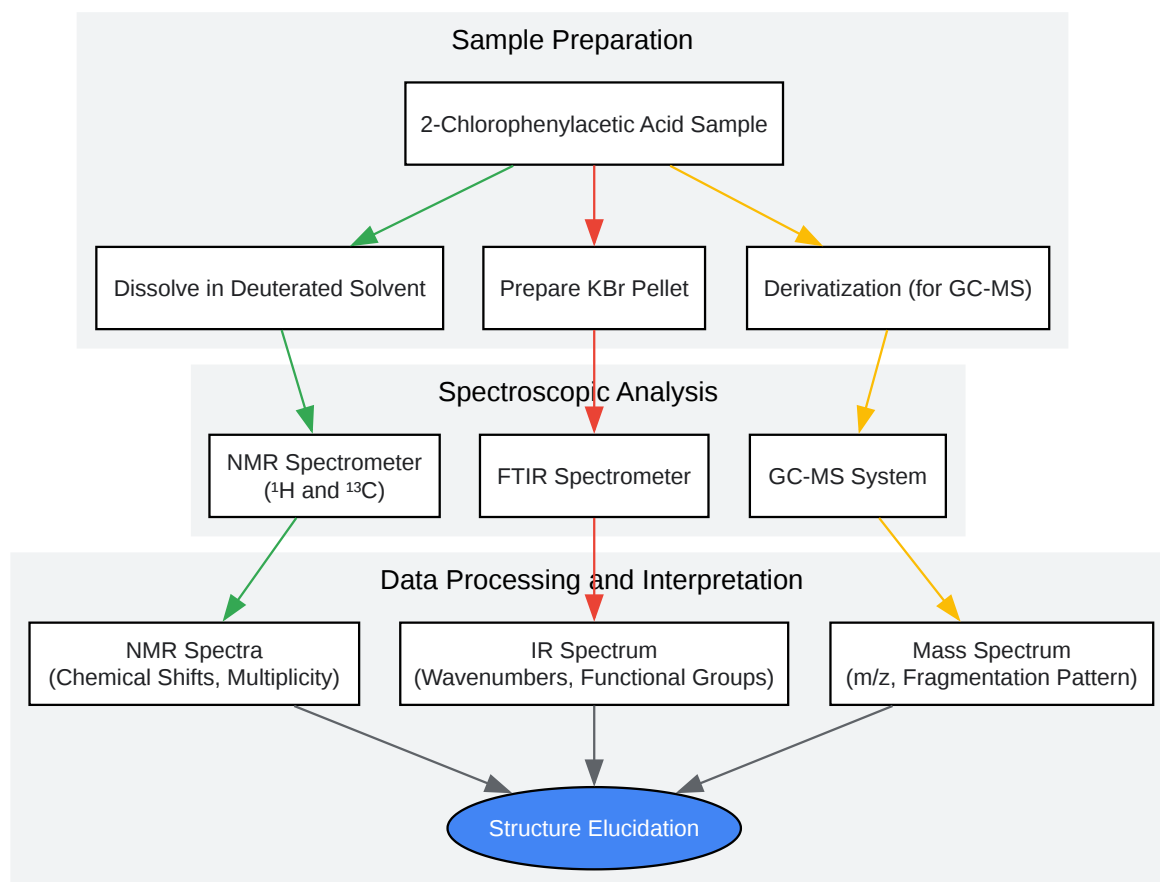 Sample Preparation
2-Chlorophenylacetic Acid Sample
Dissolve in Deuterated Solvent
Prepare KBr Pellet
Derivatization (for GC-MS)
Spectroscopic Analysis
NMR Spectrometer
(¹H and ¹³C)
FTIR Spectrometer
GC-MS System
Data Processing and Interpretation
NMR Spectra
(Chemical Shifts, Multiplicity)
IR Spectrum
(Wavenumbers, Functional Groups)
Mass Spectrum
(m/z, Fragmentation Pattern)
Structure Elucidation